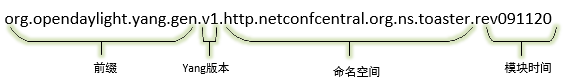 org.opendaylight.yang.gen.v1.http.netconfcentral.org.ns.toaster.rev091120
前缀 Yang版本 命名空间 模块时间